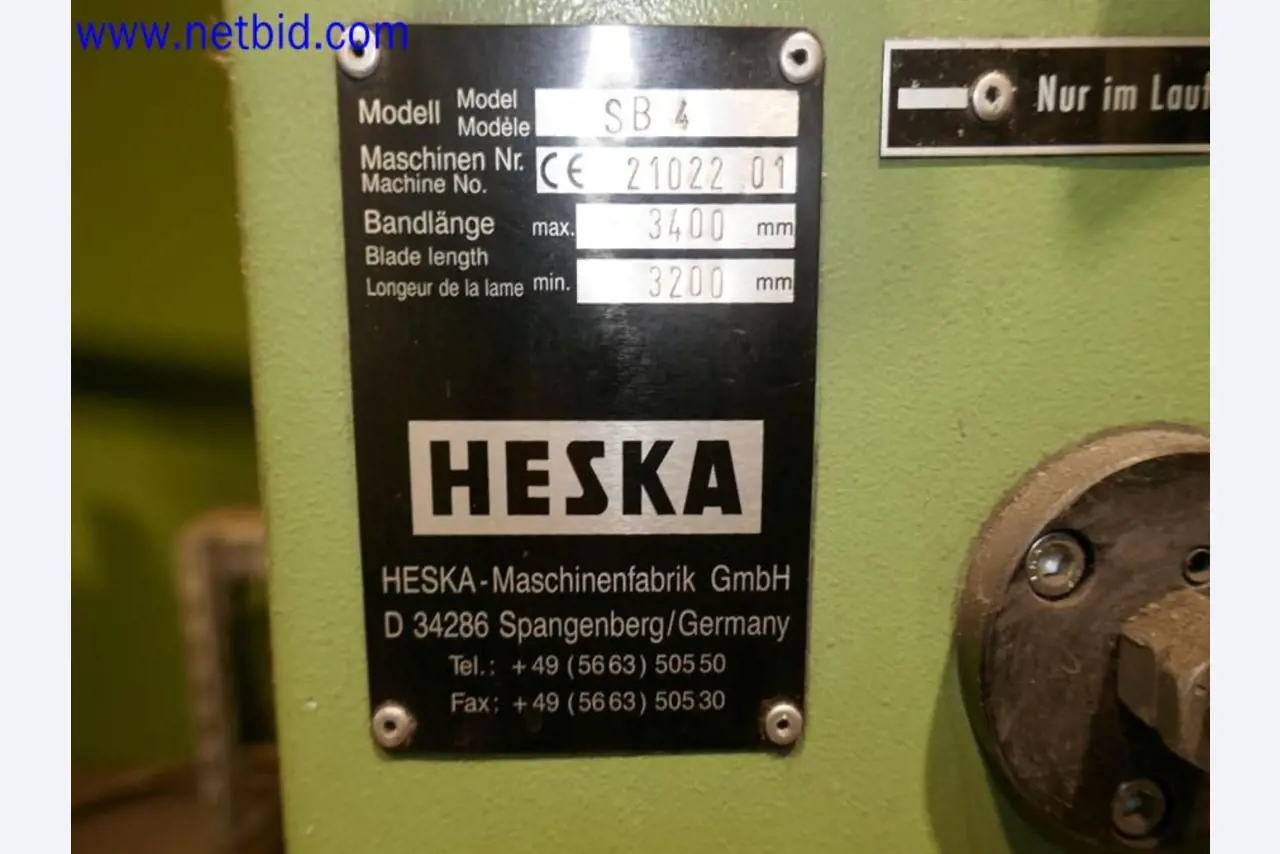 www.netbid.com
Modell Model Modèle SB 4
Maschinen Nr. Machine No. CE 21022 01
Bandlänge max. 3400 mm
Blade length
Longeur de la lame min. 3200 mm
HESKA
HESKA-Maschinenfabrik GmbH
D 34286 Spangenberg/Germany
Tel.: +49 (5663) 50550
Fax: +49 (5663) 50530
Nur im Lauf